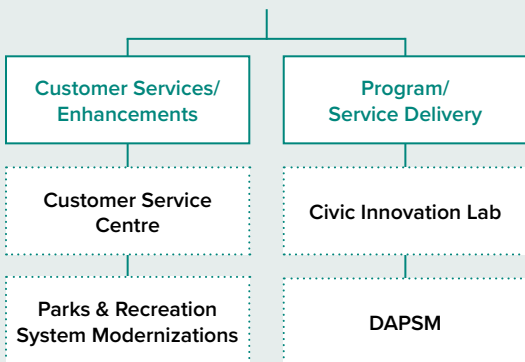 Customer Services/
Enhancements
Program/
Service Delivery
Customer Service
Centre
Civic Innovation Lab
Parks & Recreation
System Modernizations
DAPSM